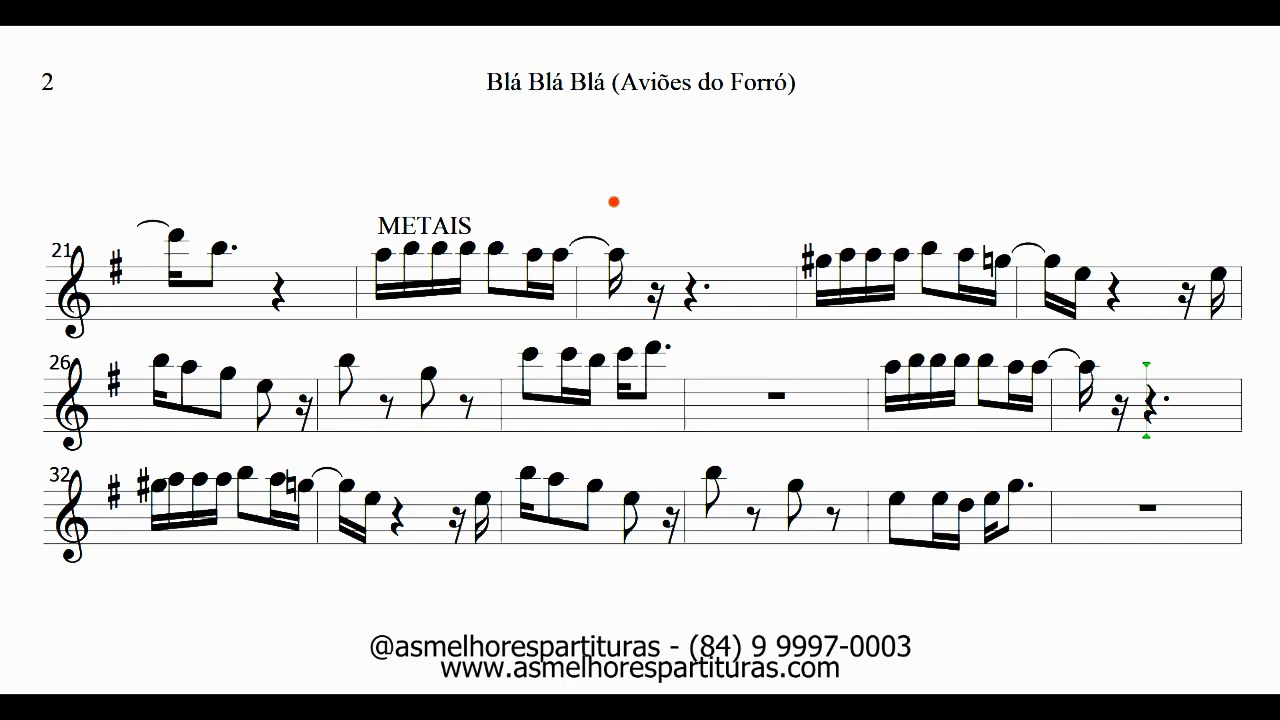 2
Blá Blá Blá (Aviões do Forró)
METAIS
21
26
32
@asmelhorespartituras - (84) 9 9997-0003
www.asmelhorespartituras.com